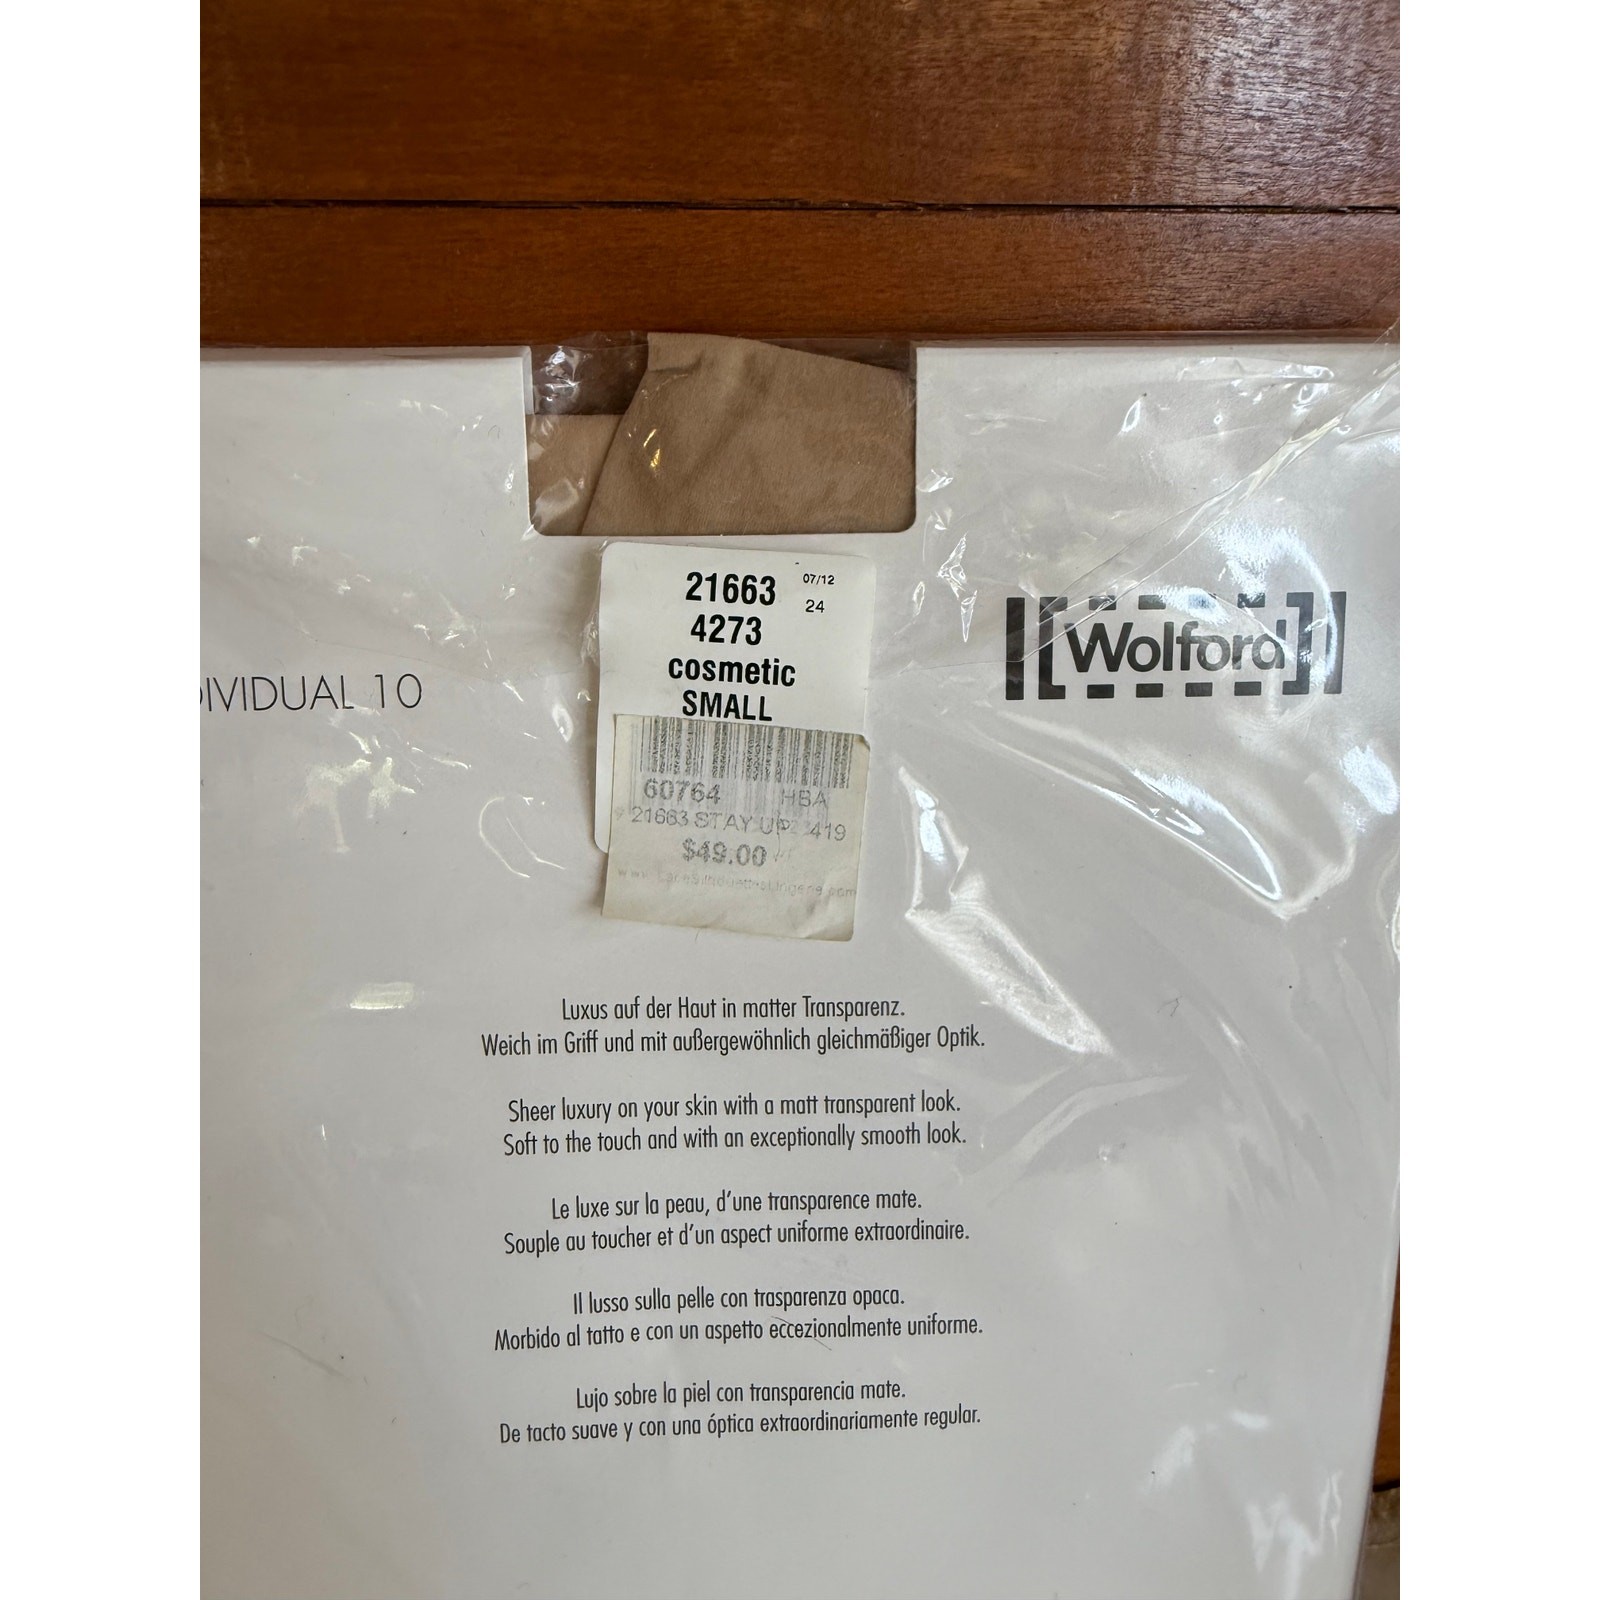 21663
07/12
24
4273
cosmetic
SMALL
DIVIDUAL 10
Wolford
60764 HBA
21663 STAY UP 419
$49.00
Luxus auf der Haut in matter Transparenz.
Weich im Griff und mit außergewöhnlich gleichmäßiger Optik.
Sheer luxury on your skin with a matt transparent look.
Soft to the touch and with an exceptionally smooth look.
Le luxe sur la peau, d'une transparence mate.
Souple au toucher et d'un aspect uniforme extraordinaire.
Il lusso sulla pelle con trasparenza opaca.
Morbido al tatto e con un aspetto eccezionalmente uniforme.
Lujo sobre la piel con transparencia mate.
De tacto suave y con una óptica extraordinariamente regular.